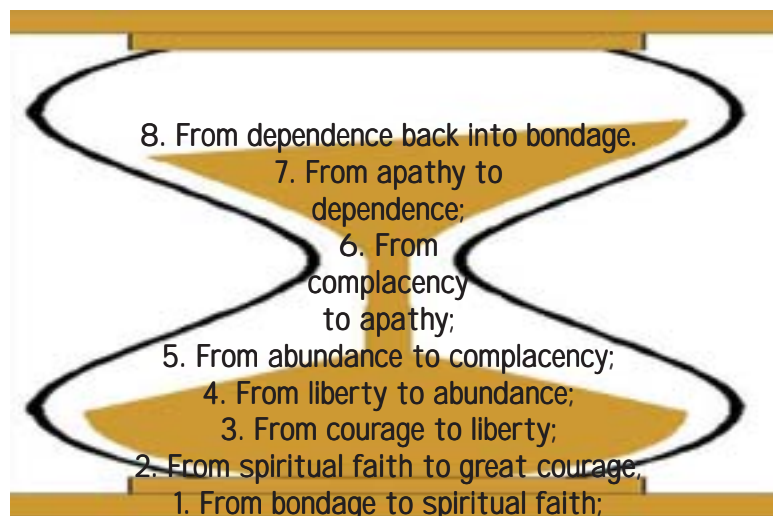 8. From dependence back into bondage.
7. From apathy to
dependence;
6. From
complacency
to apathy;
5. From abundance to complacency;
4. From liberty to abundance;
3. From courage to liberty;
2. From spiritual faith to great courage;
1. From bondage to spiritual faith;